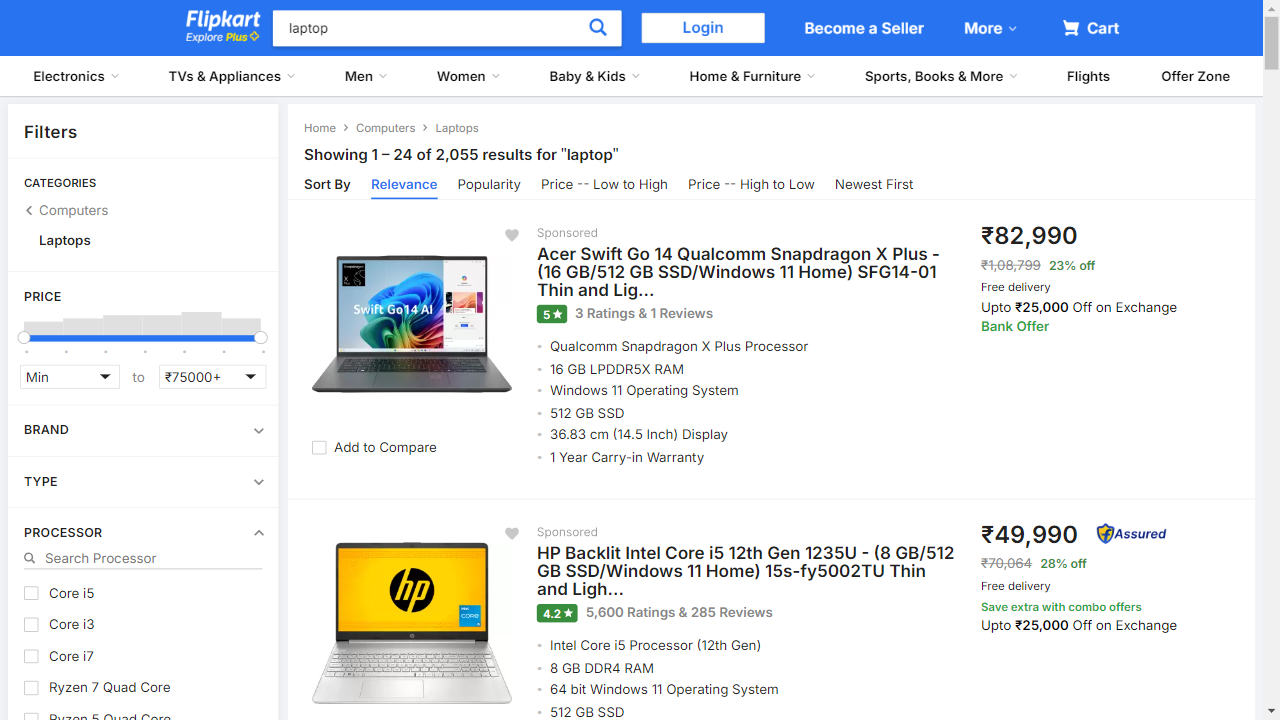 Flipkart
Explore Plus
laptop
Login
Become a Seller
More
Cart
Electronics
TVs & Appliances
Men
Women
Baby & Kids
Home & Furniture
Sports, Books & More
Flights
Offer Zone
Filters
CATEGORIES
Computers
Laptops
PRICE
Min
to
₹75000+
BRAND
TYPE
PROCESSOR
Search Processor
Core i5
Core i3
Core i7
Ryzen 7 Quad Core
Ryzen 5 Quad Core
Home
Computers
Laptops
Showing 1 – 24 of 2,055 results for "laptop"
Sort By
Relevance
Popularity
Price -- Low to High
Price -- High to Low
Newest First
Swift Go 14 AI
Add to Compare
Sponsored
Acer Swift Go 14 Qualcomm Snapdragon X Plus -
(16 GB/512 GB SSD/Windows 11 Home) SFG14-01
Thin and Lig...
5
3 Ratings & 1 Reviews
Qualcomm Snapdragon X Plus Processor
16 GB LPDDR5X RAM
Windows 11 Operating System
512 GB SSD
36.83 cm (14.5 Inch) Display
1 Year Carry-in Warranty
₹82,990
₹1,08,799 23% off
Free delivery
Upto ₹25,000 Off on Exchange
Bank Offer
hp
Sponsored
HP Backlit Intel Core i5 12th Gen 1235U - (8 GB/512
GB SSD/Windows 11 Home) 15s-fy5002TU Thin
and Ligh...
4.2
5,600 Ratings & 285 Reviews
Intel Core i5 Processor (12th Gen)
8 GB DDR4 RAM
64 bit Windows 11 Operating System
512 GB SSD
₹49,990
Assured
₹70,064 28% off
Free delivery
Save extra with combo offers
Upto ₹25,000 Off on Exchange